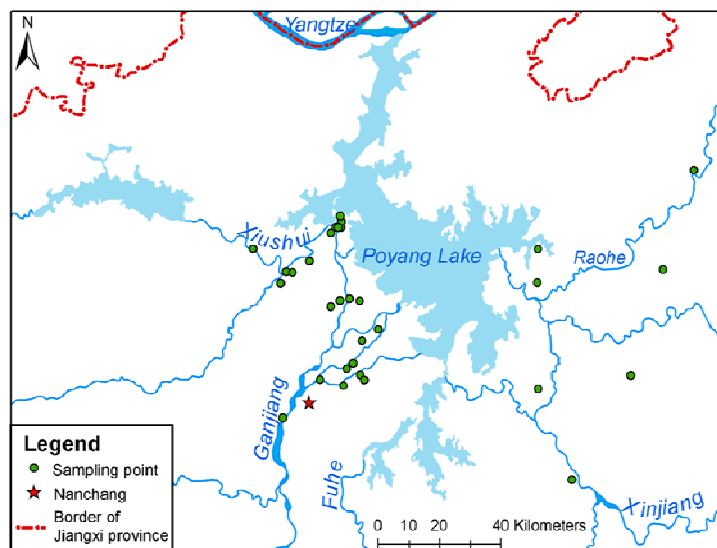 N
Yangtze
Xiushui
Poyang Lake
Raohe
Ganjiang
Fuhe
Xinjiang
Legend
Sampling point
Nanchang
Border of
Jiangxi province
0 10 20 40 Kilometers